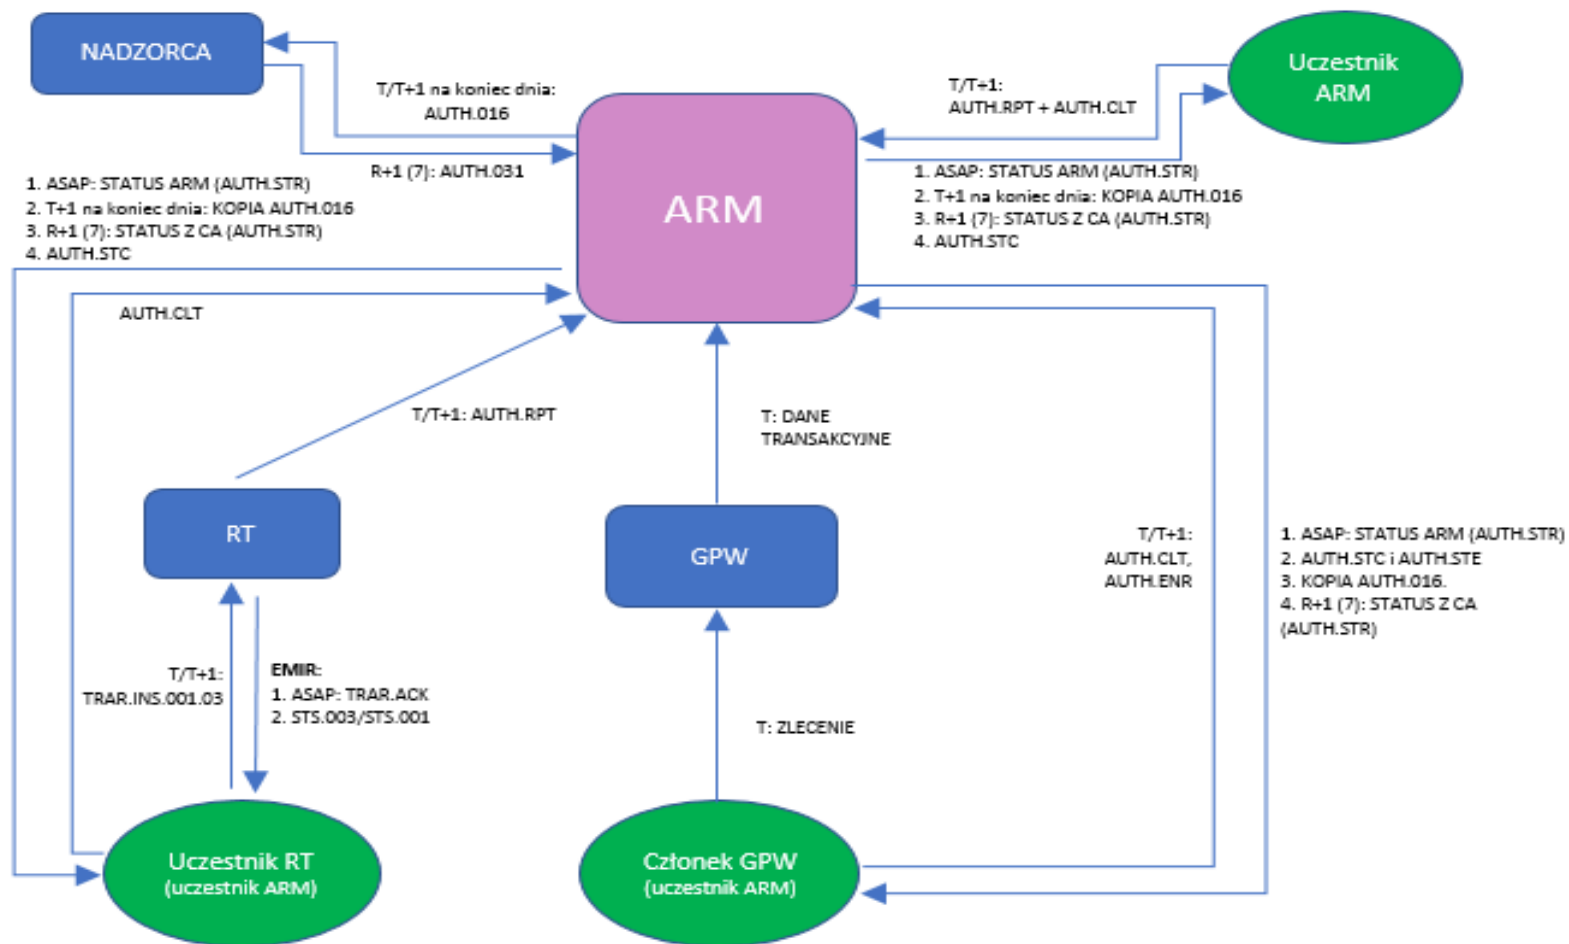 NADZORCA
T/T+1 na koniec dnia:
AUTH.016
R+1 (7): AUTH.031
ARM
Uczestnik
ARM
T/T+1:
AUTH.RPT + AUTH.CLT
1. ASAP: STATUS ARM (AUTH.STR)
2. T+1 na koniec dnia: KOPIA AUTH.016
3. R+1 (7): STATUS Z CA (AUTH.STR)
4. AUTH.STC
1. ASAP: STATUS ARM (AUTH.STR)
2. T+1 na koniec dnia: KOPIA AUTH.016
3. R+1 (7): STATUS Z CA (AUTH.STR)
4. AUTH.STC
AUTH.CLT
T/T+1: AUTH.RPT
T: DANE
TRANSAKCYJNE
RT
GPW
T/T+1:
AUTH.CLT,
AUTH.ENR
1. ASAP: STATUS ARM (AUTH.STR)
2. AUTH.STC i AUTH.STE
3. KOPIA AUTH.016.
4. R+1 (7): STATUS Z CA
(AUTH.STR)
T/T+1:
TRAR.INS.001.03
EMIR:
1. ASAP: TRAR.ACK
2. STS.003/STS.001
T: ZLECENIE
Uczestnik RT
(uczestnik ARM)
Członek GPW
(uczestnik ARM)